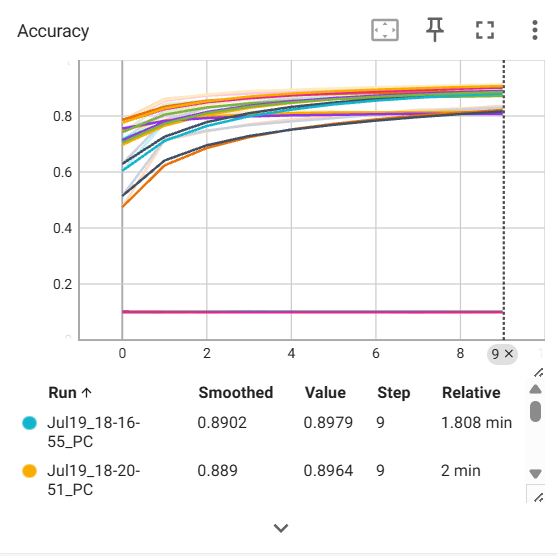 Accuracy
0.8
0.6
0.4
0.2
0 2 4 6 8 9 ×
Run ↑ Smoothed Value Step Relative
Jul19_18-16-
55_PC 0.8902 0.8979 9 1.808 min
Jul19_18-20-
51_PC 0.889 0.8964 9 2 min